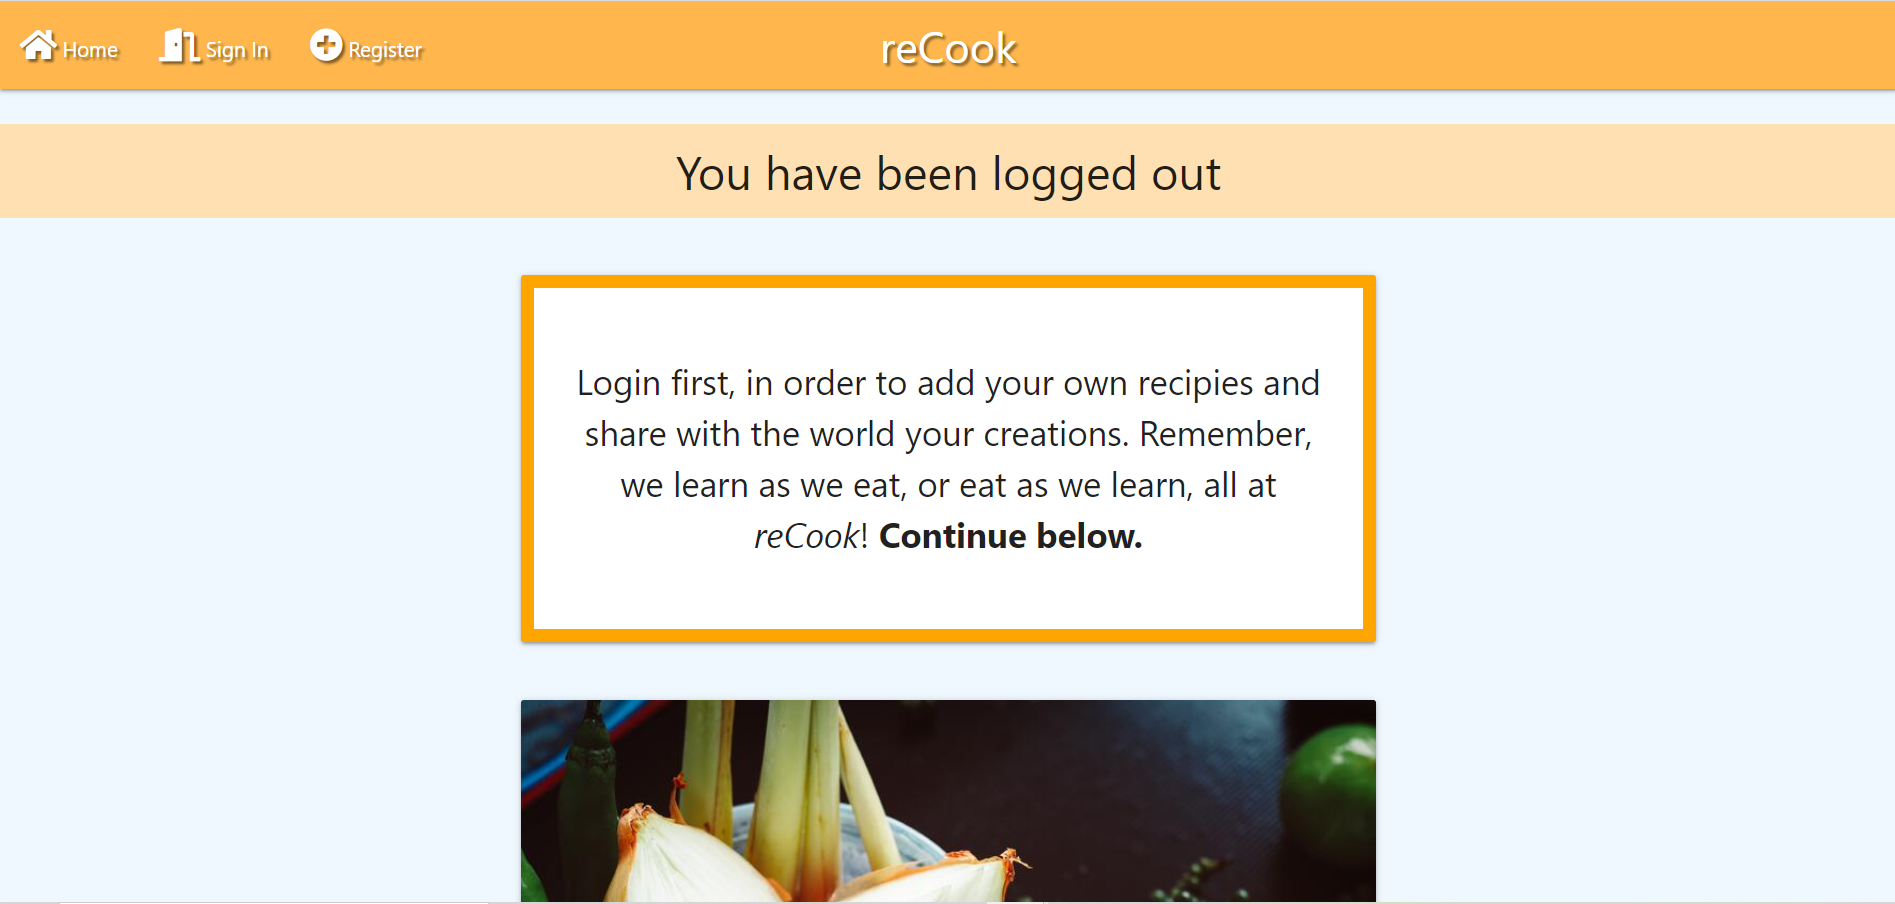 Home Sign In Register reCook
You have been logged out
Login first, in order to add your own recipies and
share with the world your creations. Remember,
we learn as we eat, or eat as we learn, all at
reCook! Continue below.